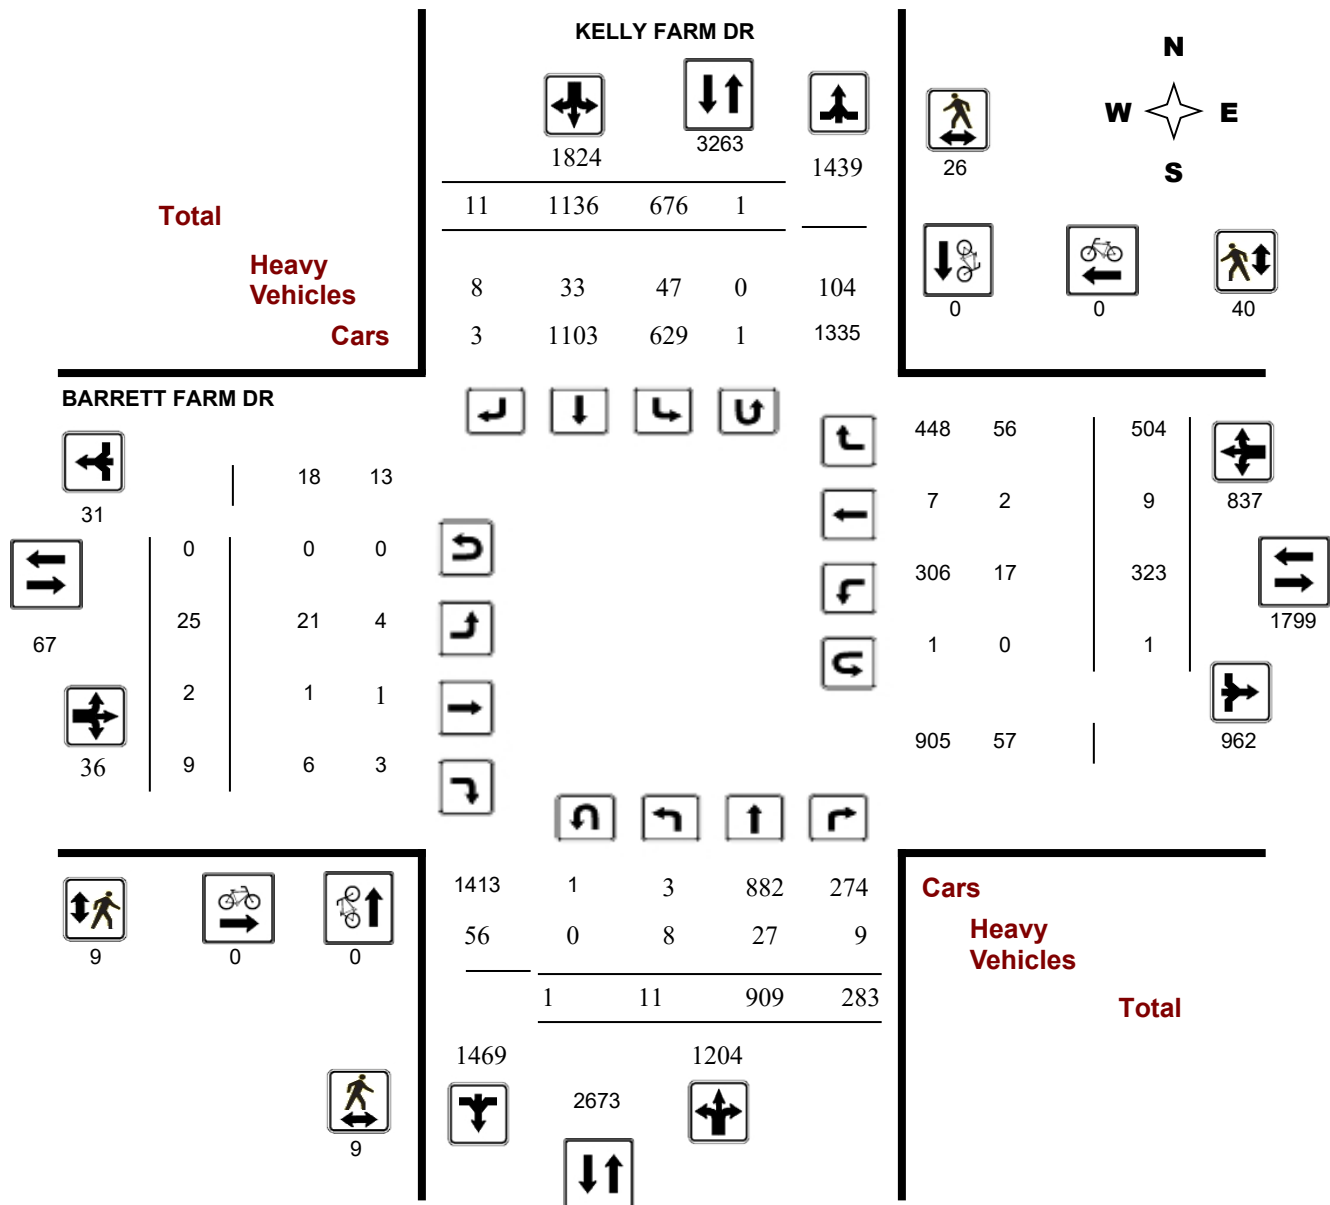 KELLY FARM DR
N
W E
S
1824 3263 1439 26
Total 11 1136 676 1
Heavy
Vehicles 8 33 47 0 104
Cars 3 1103 629 1 1335
0 0 40
BARRETT FARM DR
448 56 504
18 13
31
7 2 9 837
0 0 0
306 17 323
25 21 4
1799
67
1 0 1
2 1 1
905 57 962
36 9 6 3
1413 1 3 882 274 Cars
56 0 8 27 9 Heavy
Vehicles
9 0 0
1 11 909 283 Total
1469 1204
2673
9